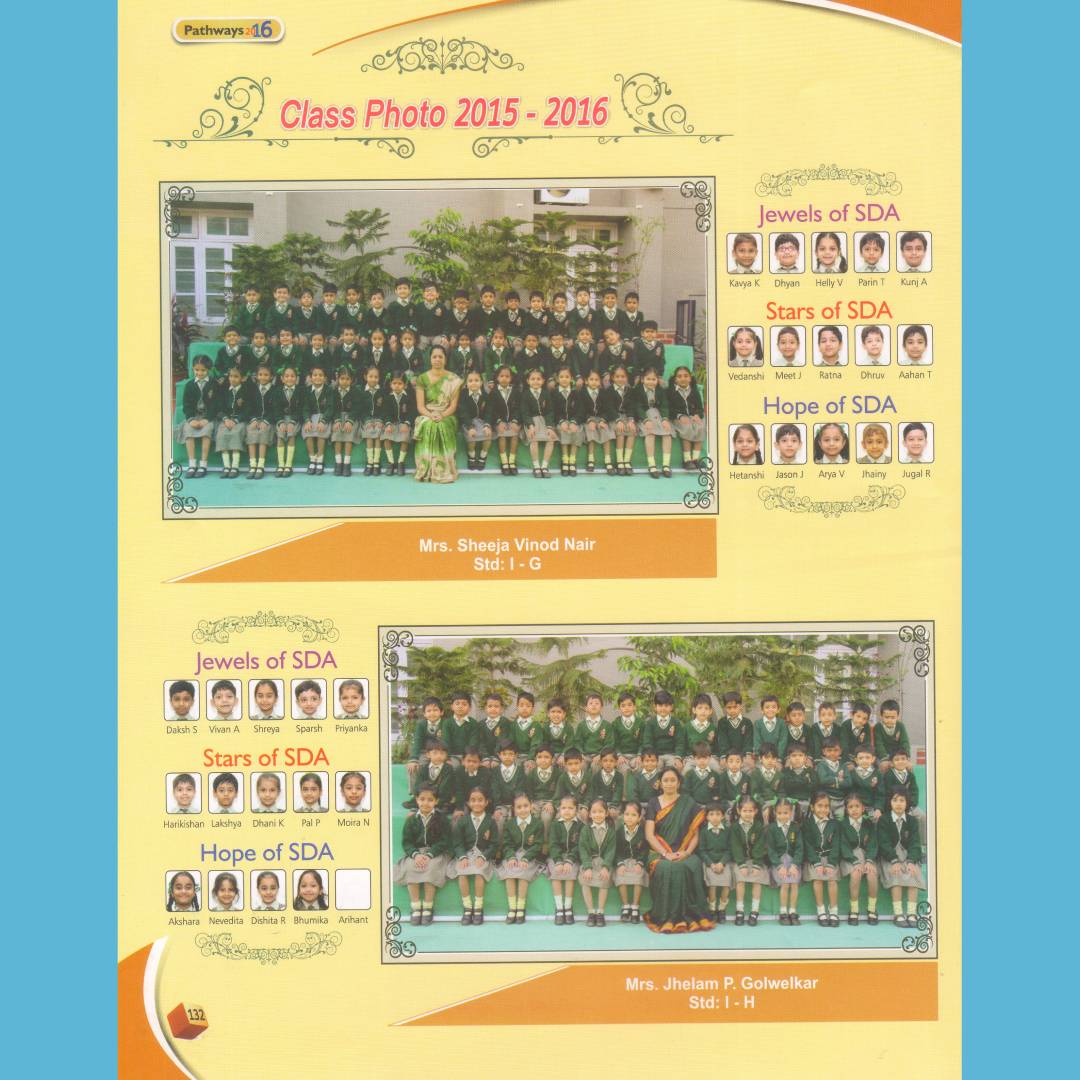 Pathways2016
Class Photo 2015 - 2016
Jewels of SDA
Kavya K Dhyan Helly V Parin T Kunj A
Stars of SDA
Vedanshi Meet J Ratna Dhruv Aahan T
Hope of SDA
Hetanshi Jason J Arya V Jhainy Jugal R
Mrs. Sheeja Vinod Nair
Std: I - G
Jewels of SDA
Daksh S Vivan A Shreya Sparsh Priyanka
Stars of SDA
Harikishan Lakshya Dhani K Pal P Moira N
Hope of SDA
Akshara Nevedita Dishita R Bhumika Arihant
Mrs. Jhelam P. Golwelkar
Std: I - H
132